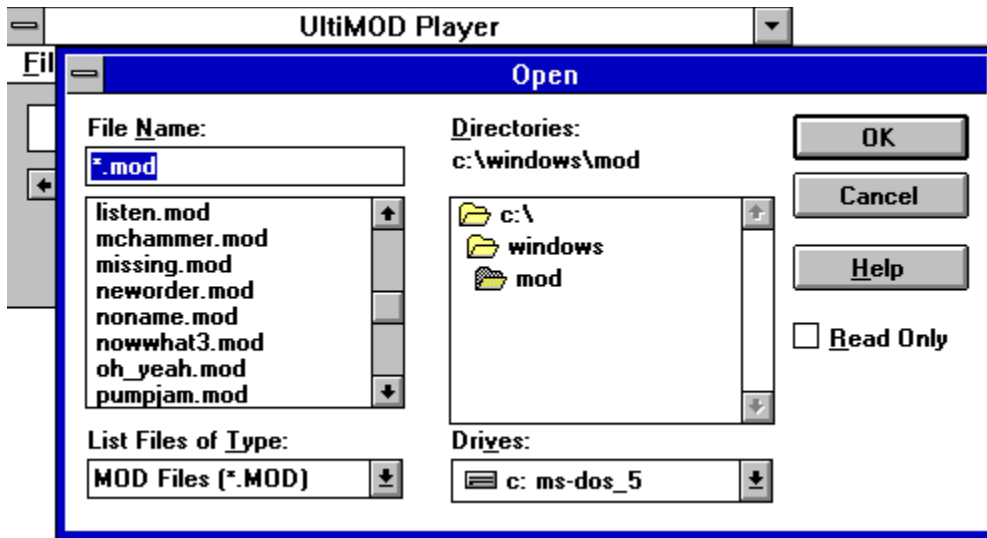 UltiMOD Player
Fil
Open
File Name:
*.mod
listen.mod
mchammer.mod
missing.mod
neworder.mod
noname.mod
nowwhat3.mod
oh_yeah.mod
pumpjam.mod
List Files of Type:
MOD Files (*.MOD)
Directories:
c:\windows\mod
c:\
windows
mod
Drives:
c: ms-dos_5
OK
Cancel
Help
Read Only